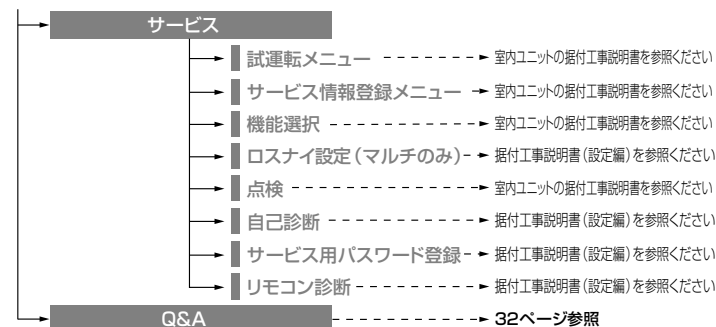 サービス
試運転メニュー 室内ユニットの据付工事説明書を参照ください
サービス情報登録メニュー 室内ユニットの据付工事説明書を参照ください
機能選択 室内ユニットの据付工事説明書を参照ください
ロスナイ設定(マルチのみ) 据付工事説明書(設定編)を参照ください
点検 室内ユニットの据付工事説明書を参照ください
自己診断 据付工事説明書(設定編)を参照ください
サービス用パスワード登録 据付工事説明書(設定編)を参照ください
リモコン診断 据付工事説明書(設定編)を参照ください
Q&A 32ページ参照